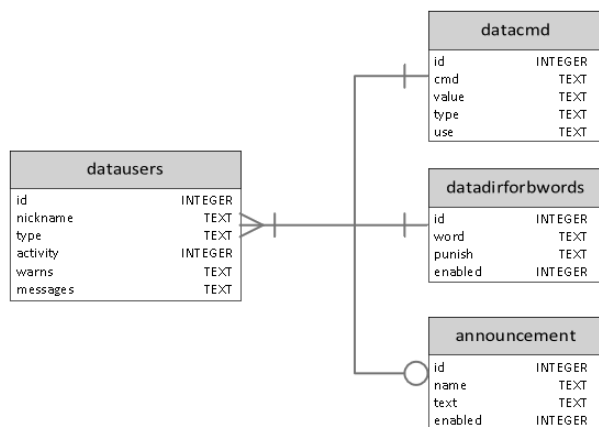 datacmd
id INTEGER
cmd TEXT
value TEXT
type TEXT
use TEXT
datausers
id INTEGER
nickname TEXT
type TEXT
activity INTEGER
warns TEXT
messages TEXT
datadirforbwords
id INTEGER
word TEXT
punish TEXT
enabled INTEGER
announcement
id INTEGER
name TEXT
text TEXT
enabled INTEGER